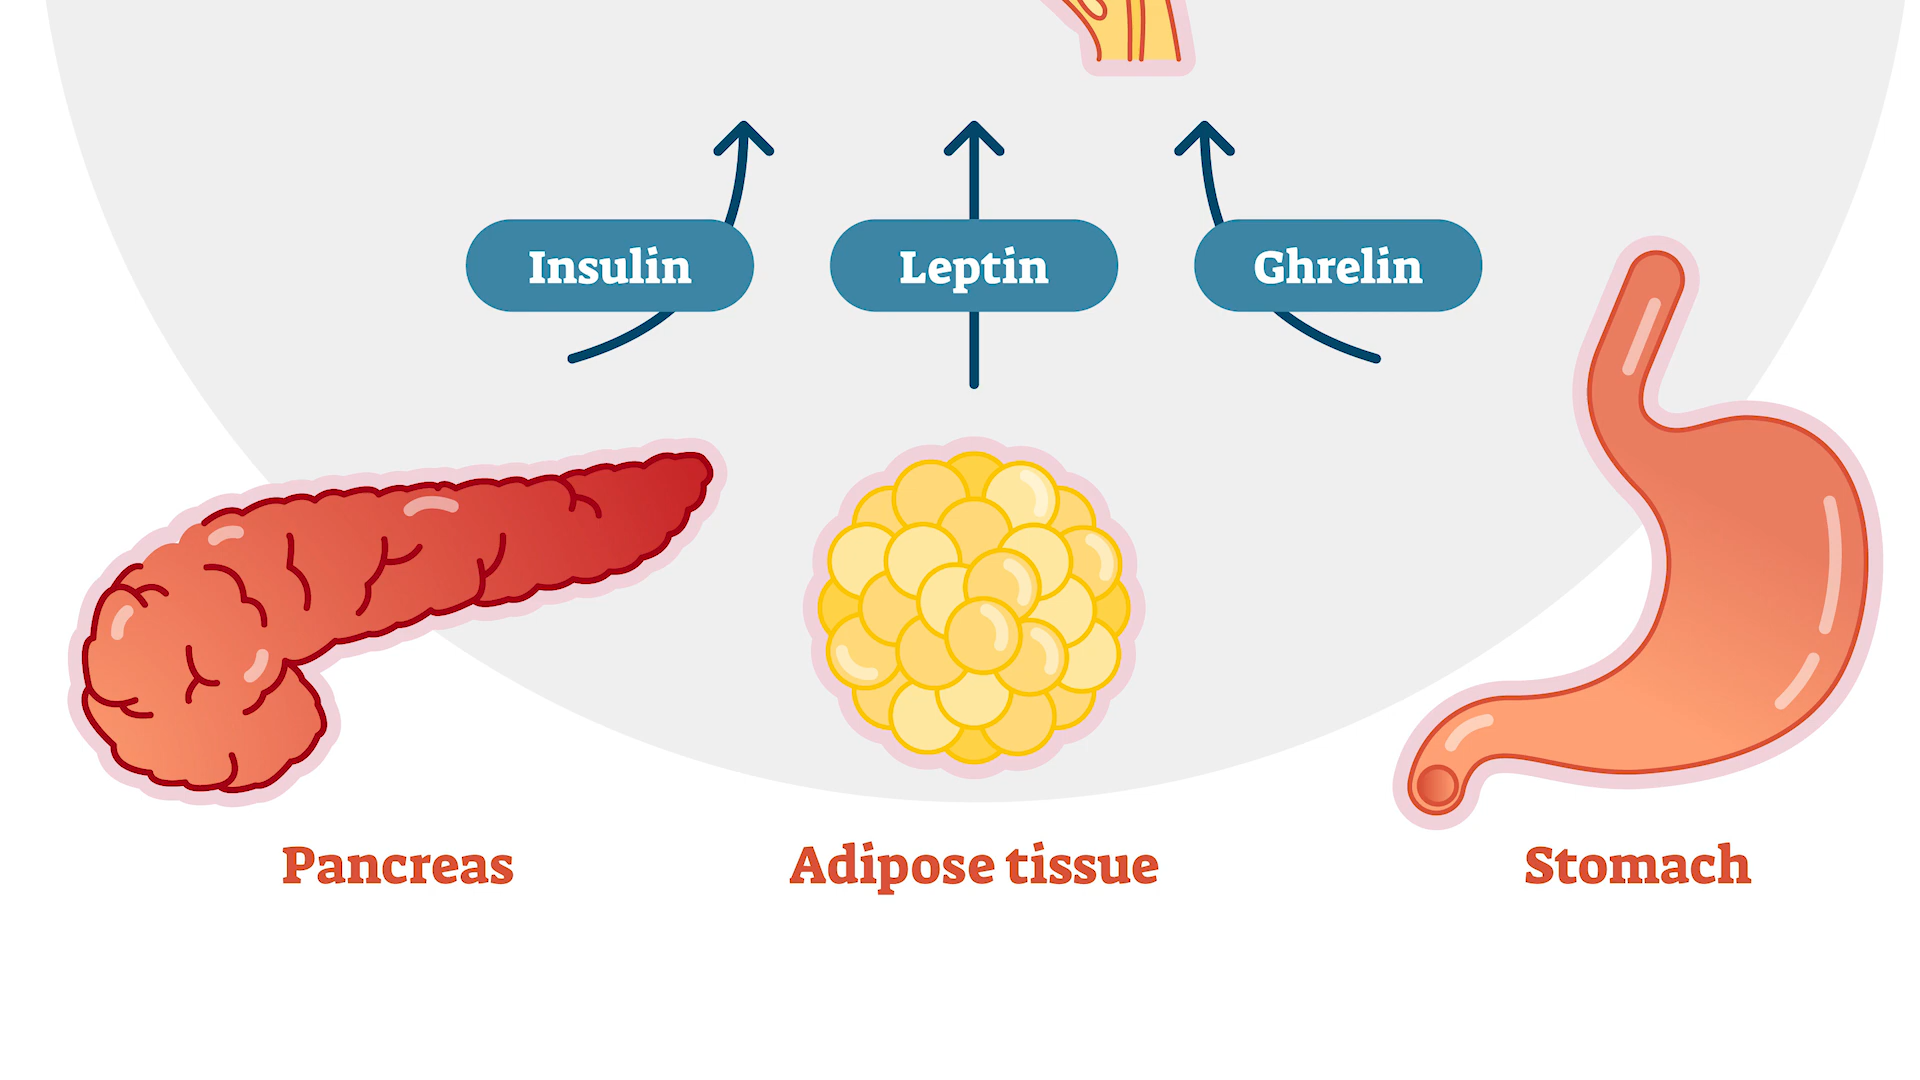 Insulin
Leptin
Ghrelin
Pancreas
Adipose tissue
Stomach